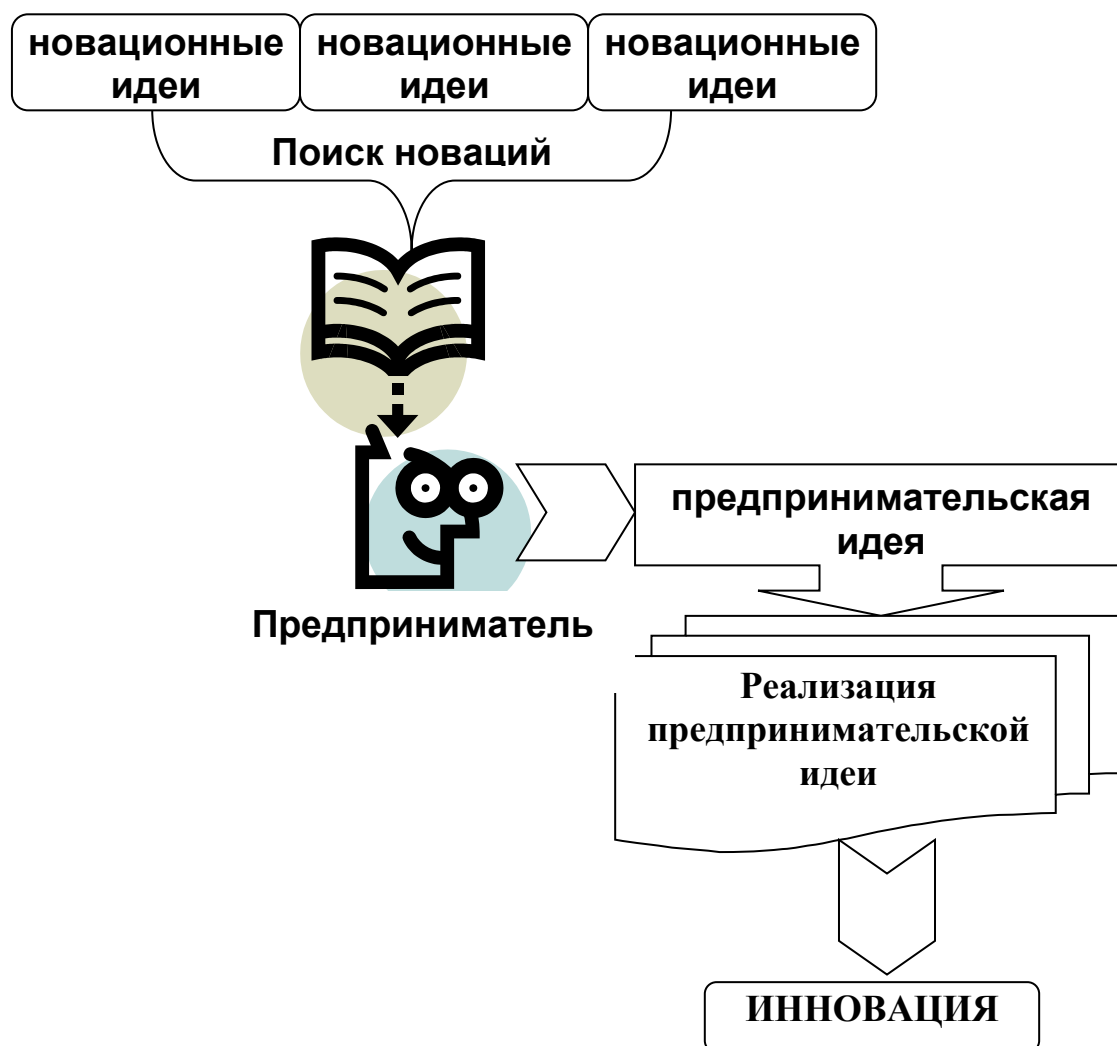 новационные
идеи
новационные
идеи
новационные
идеи
Поиск новаций
предпринимательская
идея
Предприниматель
Реализация
предпринимательской
идеи
ИННОВАЦИЯ